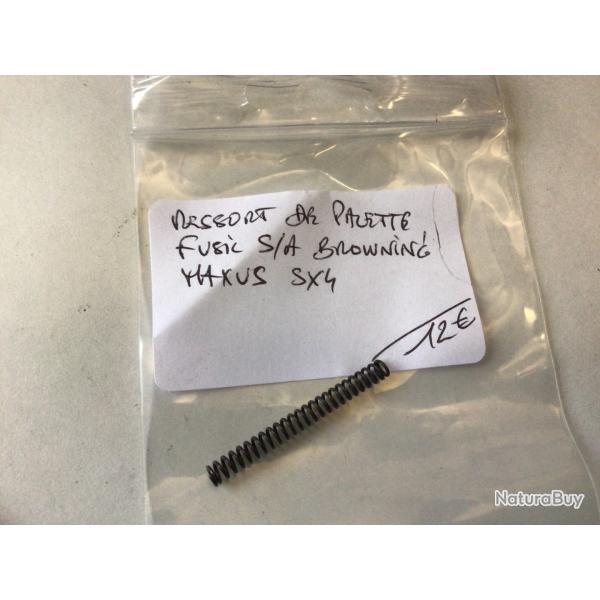 RESSORT DE PALETTE
FUSIL S/A BROWNING
MAXUS SX4
12€
NaturaBuy